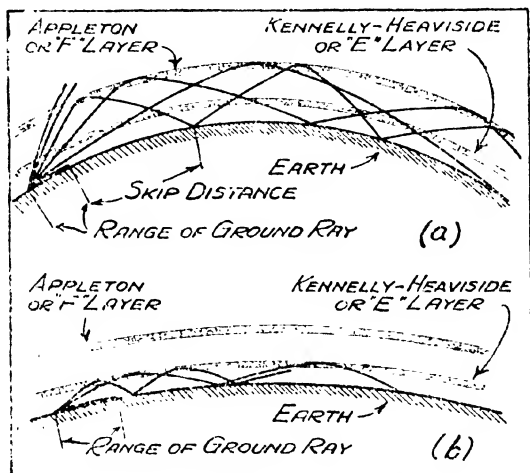 APPLETON
OR "F" LAYER
KENNELLY-HEAVISIDE
OR "E" LAYER
EARTH
SKIP DISTANCE
RANGE OF GROUND RAY
(a)
APPLETON
OR "F" LAYER
KENNELLY-HEAVISIDE
OR "E" LAYER
EARTH
RANGE OF GROUND RAY
(b)